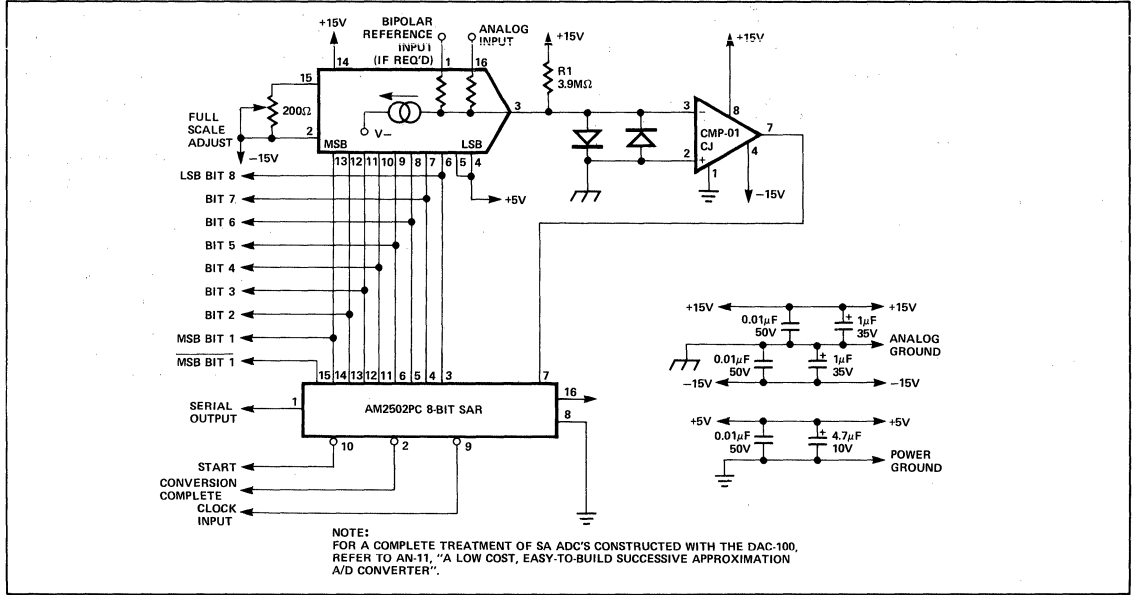 +15V
BIPOLAR
REFERENCE
INPUT
(IF REQ'D)
ANALOG
INPUT
+15V
+15V
14
1
16
15
R1
3.9MΩ
200Ω
3
3
−
8
7
FULL
SCALE
ADJUST
2
V−
CMP-01
CJ
−15V
MSB
LSB
2
+
4
1
−15V
13 12 11 10 9 8 7 6 5 4
+5V
LSB BIT 8
BIT 7
BIT 6
BIT 5
BIT 4
BIT 3
BIT 2
MSB BIT 1
MSB BIT 1
15 14 13 12 11 6 5 4 3
7
16
8
1
AM2502PC 8-BIT SAR
SERIAL
OUTPUT
10
2
9
START
CONVERSION
COMPLETE
CLOCK
INPUT
+15V
+15V
0.01μF
50V
+
1μF
35V
ANALOG
GROUND
0.01μF
50V
+
1μF
35V
−15V
−15V
+5V
+5V
0.01μF
50V
+
4.7μF
10V
POWER
GROUND
NOTE:
FOR A COMPLETE TREATMENT OF SA ADC'S CONSTRUCTED WITH THE DAC-100,
REFER TO AN-11, "A LOW COST, EASY-TO-BUILD SUCCESSIVE APPROXIMATION
A/D CONVERTER".